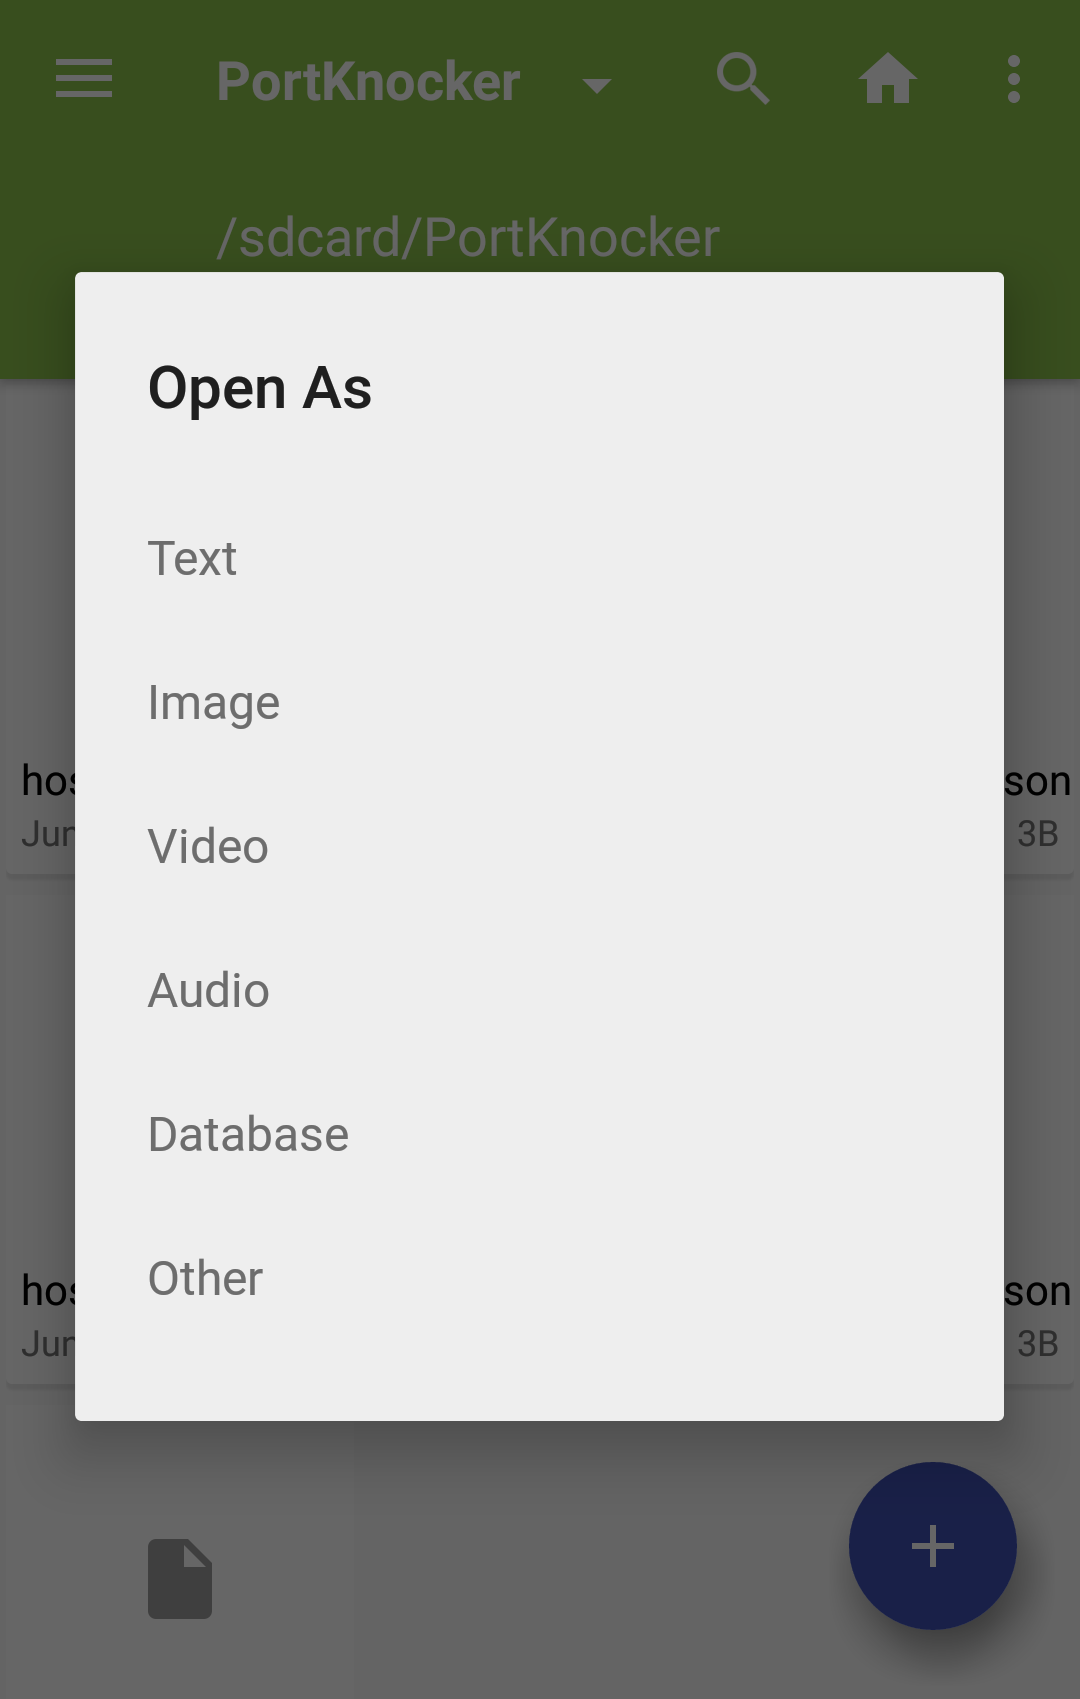 PortKnocker
/sdcard/PortKnocker
Open As
Text
Image
Video
Audio
Database
Other
hos son
Jun 3B
hos son
Jun 3B